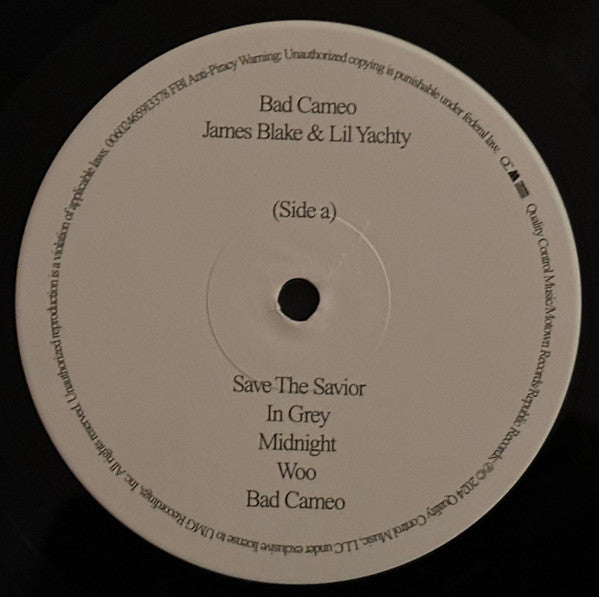 Bad Cameo
James Blake & Lil Yachty
(Side a)
Save The Savior
In Grey
Midnight
Woo
Bad Cameo
Quality Control Music/Motown Records/Republic Records; ℗© 2024 Quality Control Music, LLC under exclusive license to UMG Recordings, Inc. All rights reserved. Unauthorized reproduction is a violation of applicable laws. 00602465913378 FBI Anti-Piracy Warning: Unauthorized copying is punishable under federal law.